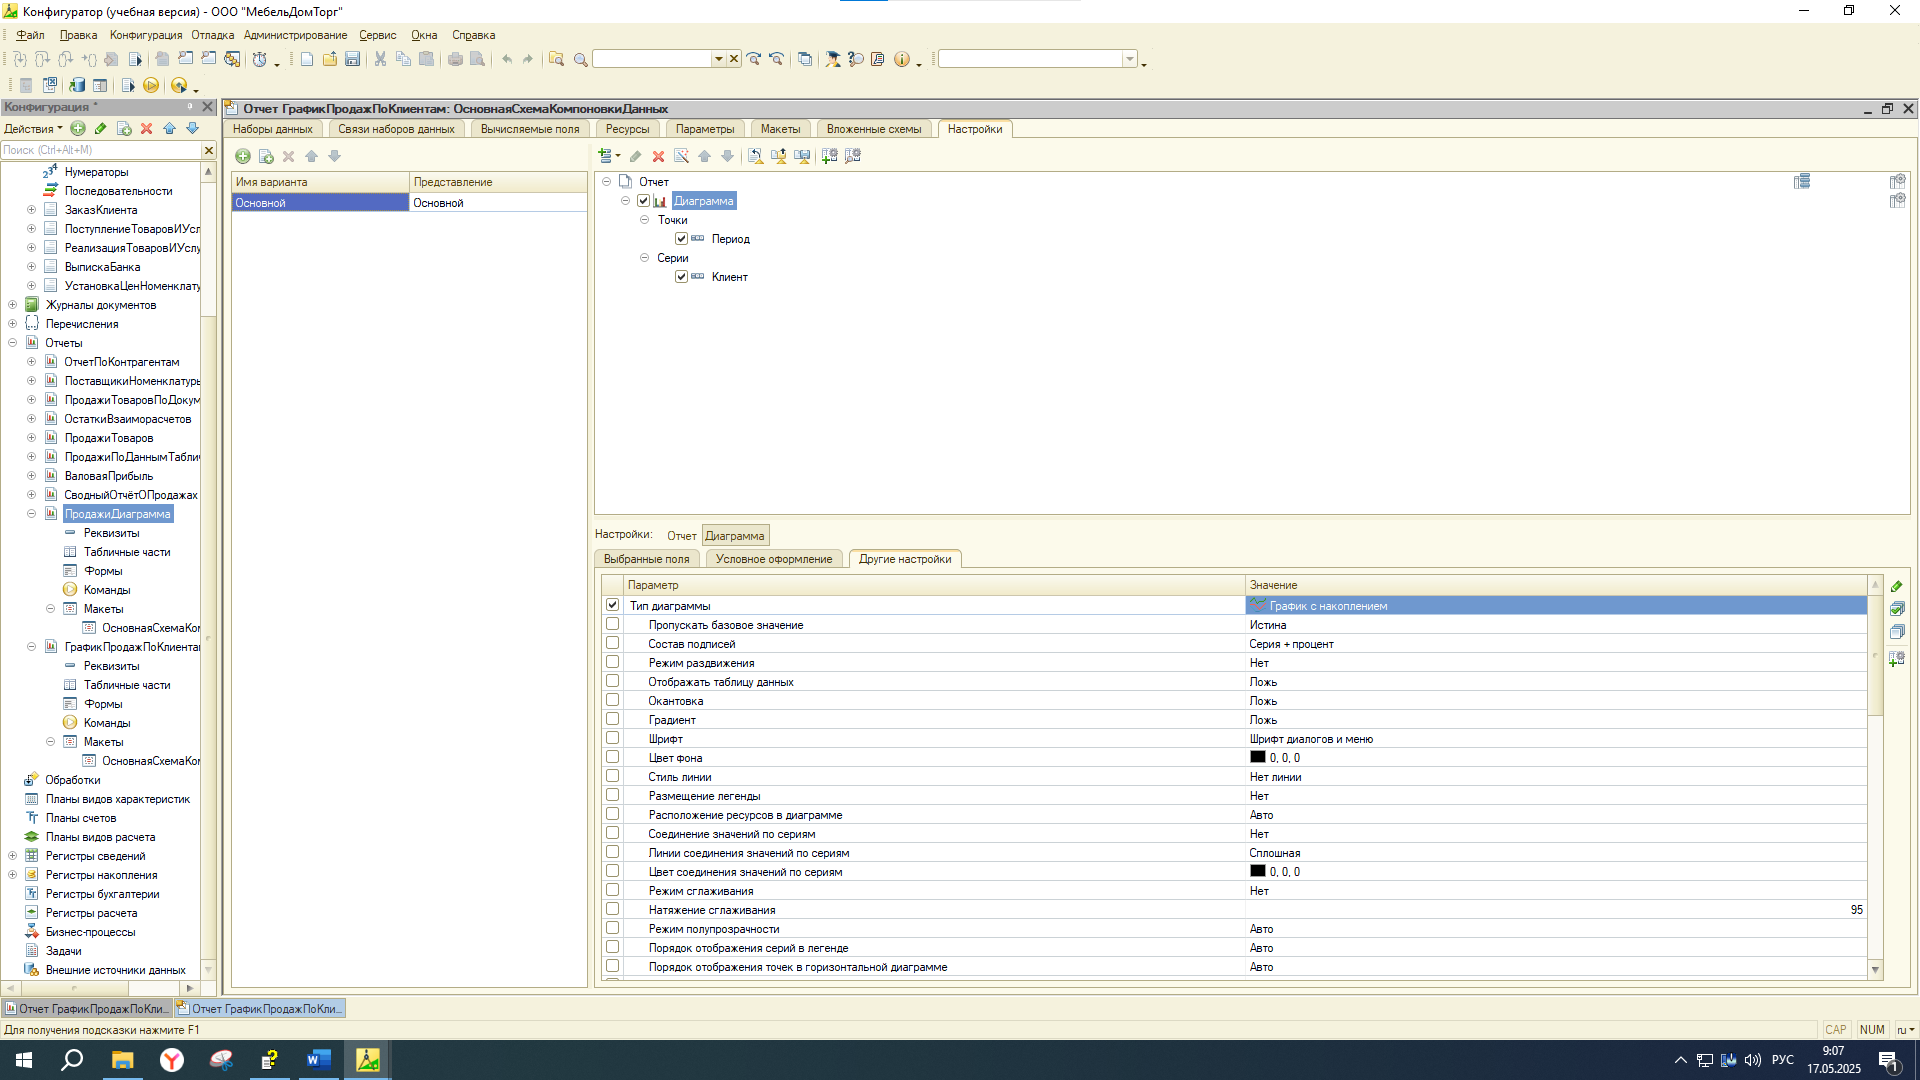 Конфигуратор (учебная версия) - ООО "МебельДомТорг"
Файл Правка Конфигурация Отладка Администрирование Сервис Окна Справка
Конфигурация *
Действия
Поиск (Ctrl+Alt+M)
Нумераторы
Последовательности
ЗаказКлиента
ПоступлениеТоваровИУсл
РеализацияТоваровИУслу
ВыпискаБанка
УстановкаЦенНоменклату
Журналы документов
Перечисления
Отчеты
ОтчетПоКонтрагентам
ПоставщикиНоменклатуры
ПродажиТоваровПоДокум
ОстаткиВзаиморасчетов
ПродажиТоваров
ПродажиПоДаннымТаблич
ВаловаяПрибыль
СводныйОтчётОПродажах
ПродажиДиаграмма
Реквизиты
Табличные части
Формы
Команды
Макеты
ОсновнаяСхемаКом
ГрафикПродажПоКлиента
Реквизиты
Табличные части
Формы
Команды
Макеты
ОсновнаяСхемаКом
Обработки
Планы видов характеристик
Планы счетов
Планы видов расчета
Регистры сведений
Регистры накопления
Регистры бухгалтерии
Регистры расчета
Бизнес-процессы
Задачи
Внешние источники данных
Отчет ГрафикПродажПоКлиентам: ОсновнаяСхемаКомпоновкиДанных
Наборы данных Связи наборов данных Вычисляемые поля Ресурсы Параметры Макеты Вложенные схемы Настройки
Имя варианта Представление
Основной Основной
Отчет
Диаграмма
Точки
Период
Серии
Клиент
Настройки: Отчет Диаграмма
Выбранные поля Условное оформление Другие настройки
Параметр Значение
Тип диаграммы График с накоплением
Пропускать базовое значение Истина
Состав подписей Серия + процент
Режим раздвижения Нет
Отображать таблицу данных Ложь
Окантовка Ложь
Градиент Ложь
Шрифт Шрифт диалогов и меню
Цвет фона 0, 0, 0
Стиль линии Нет линии
Размещение легенды Нет
Расположение ресурсов в диаграмме Авто
Соединение значений по сериям Нет
Линии соединения значений по сериям Сплошная
Цвет соединения значений по сериям 0, 0, 0
Режим сглаживания Нет
Натяжение сглаживания 95
Режим полупрозрачности Авто
Порядок отображения серий в легенде Авто
Порядок отображения точек в горизонтальной диаграмме Авто
Отчет ГрафикПродажПоКли... Отчет ГрафикПродажПоКли...
Для получения подсказки нажмите F1
CAP NUM ru
РУС
9:07
17.05.2025
1